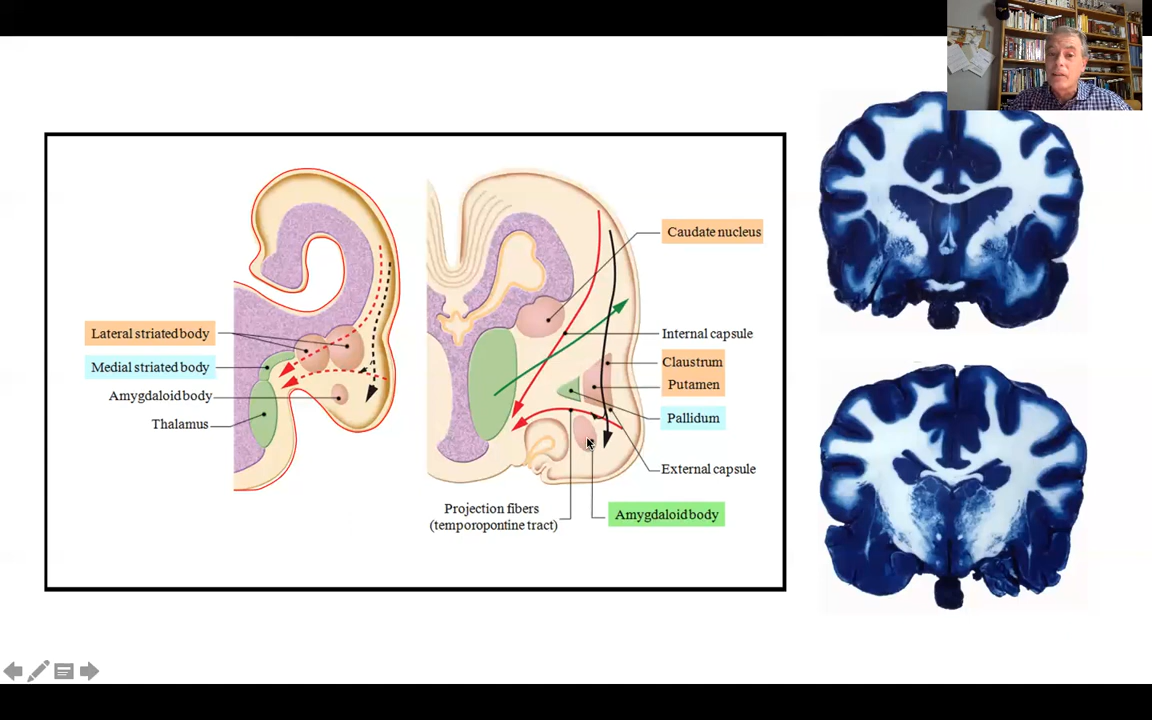 Lateral striated body
Medial striated body
Amygdaloid body
Thalamus
Caudate nucleus
Internal capsule
Claustrum
Putamen
Pallidum
External capsule
Projection fibers
(temporopontine tract)
Amygdaloid body